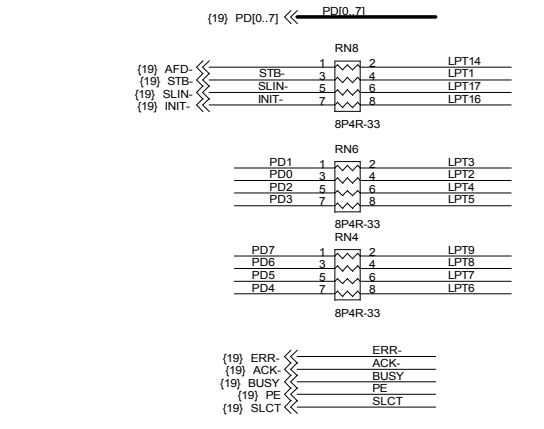 {19} PD[0..7] PD[0..7]
RN8
{19} AFD- 1 2 LPT14
{19} STB- STB- 3 4 LPT1
{19} SLIN- SLIN- 5 6 LPT17
{19} INIT- INIT- 7 8 LPT16
8P4R-33
RN6
PD1 1 2 LPT3
PD0 3 4 LPT2
PD2 5 6 LPT4
PD3 7 8 LPT5
8P4R-33
RN4
PD7 1 2 LPT9
PD6 3 4 LPT8
PD5 5 6 LPT7
PD4 7 8 LPT6
8P4R-33
{19} ERR- ERR-
{19} ACK- ACK-
{19} BUSY BUSY
{19} PE PE
{19} SLCT SLCT